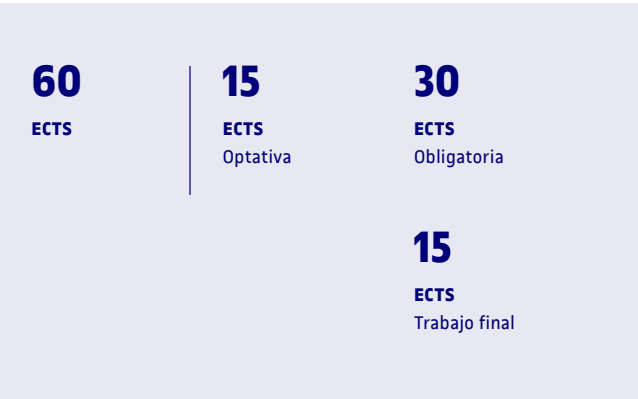 60
ECTS
15
ECTS
Optativa
30
ECTS
Obligatoria
15
ECTS
Trabajo final